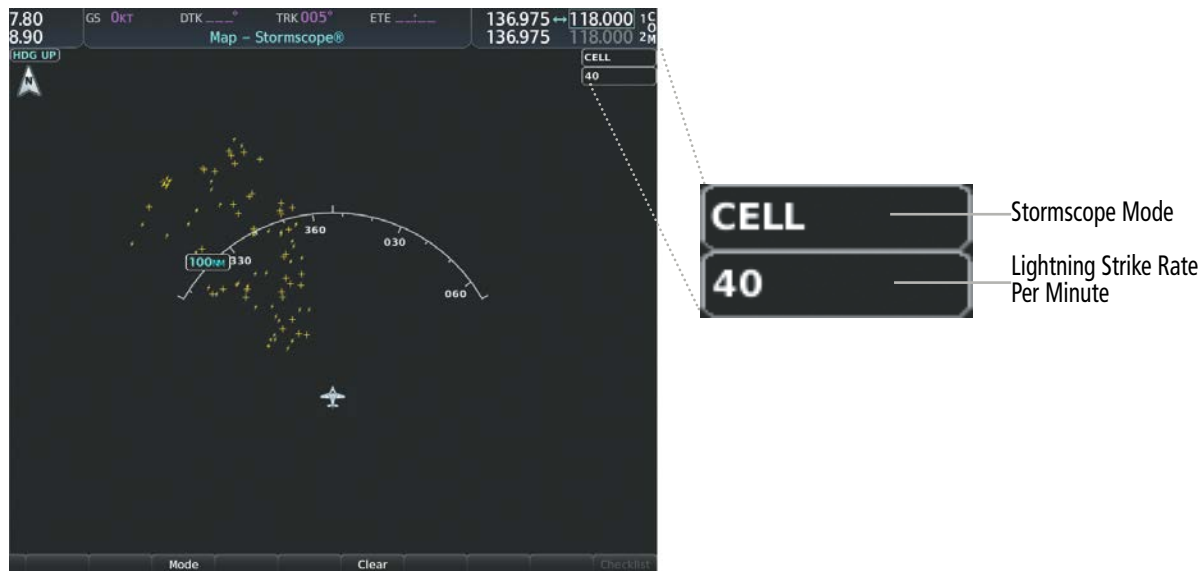 7.80 GS 0KT DTK ___° TRK 005° ETE __:__ 136.975 ↔ 118.000 1 C
8.90 Map – Stormscope® 136.975 118.000 2 O M
HDG UP CELL
N 40
360
030
100NM 330
060
Mode Clear Checklist
CELL Stormscope Mode
40 Lightning Strike Rate
Per Minute